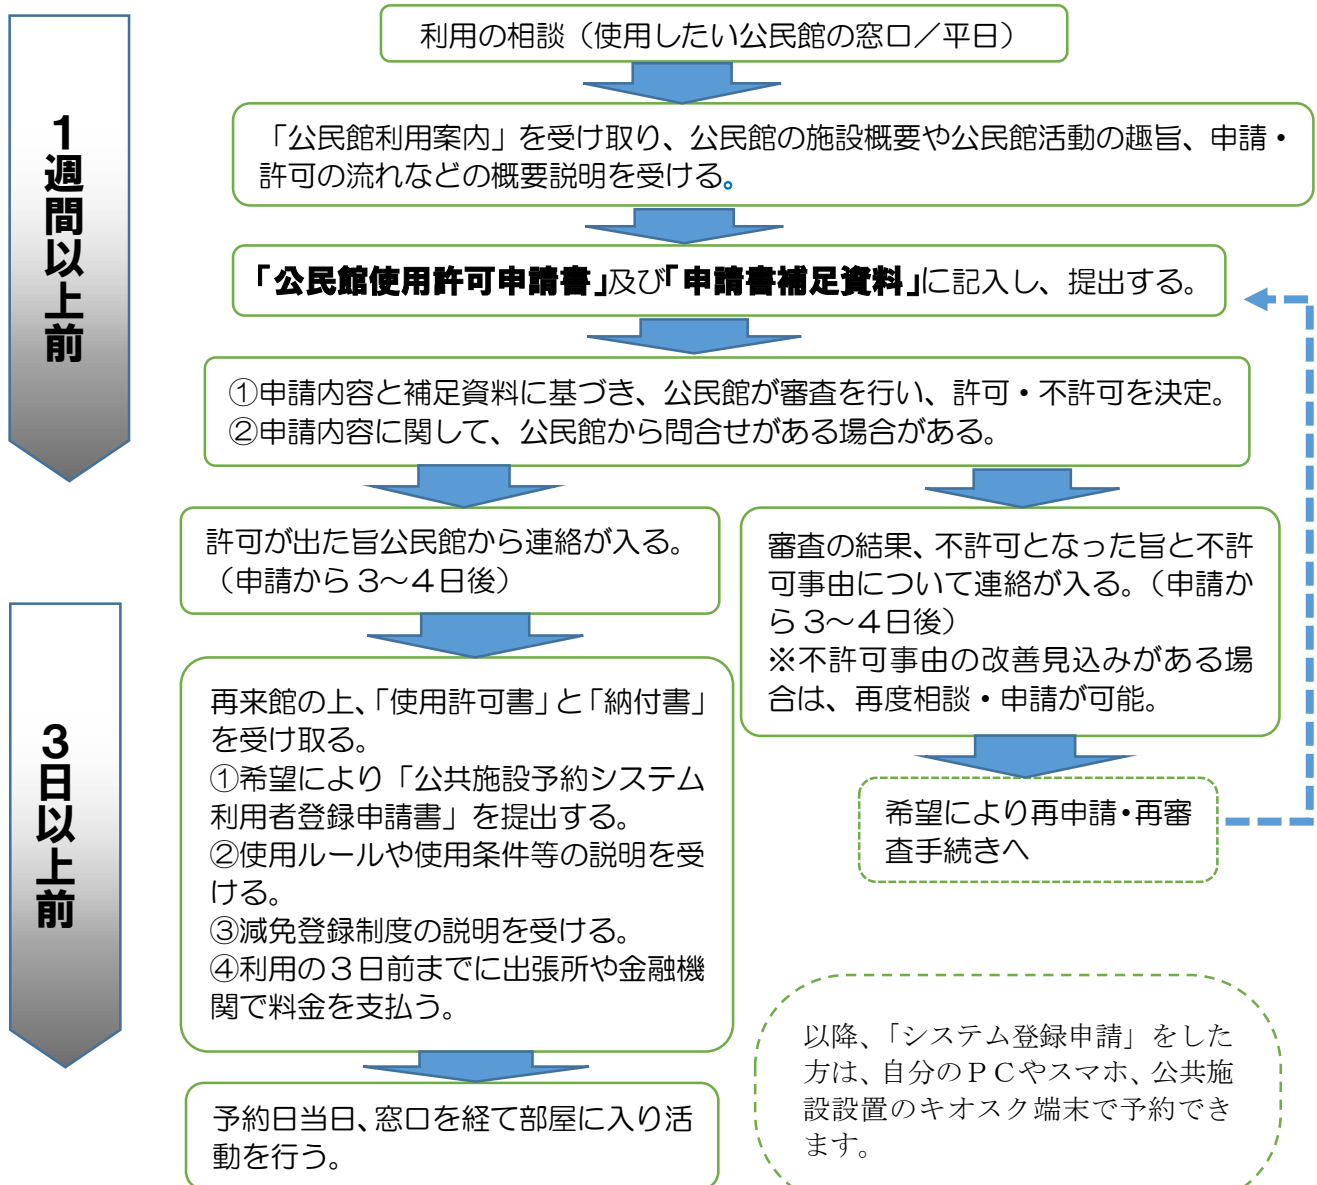 1週間以上前
利用の相談（使用したい公民館の窓口／平日）
「公民館利用案内」を受け取り、公民館の施設概要や公民館活動の趣旨、申請・
許可の流れなどの概要説明を受ける。
「公民館使用許可申請書」及び「申請書補足資料」に記入し、提出する。
①申請内容と補足資料に基づき、公民館が審査を行い、許可・不許可を決定。
②申請内容に関して、公民館から問合せがある場合がある。
許可が出た旨公民館から連絡が入る。
（申請から３～４日後）
審査の結果、不許可となった旨と不許
可事由について連絡が入る。（申請か
ら３～４日後）
※不許可事由の改善見込みがある場
合は、再度相談・申請が可能。
3日以上前
再来館の上、「使用許可書」と「納付書」
を受け取る。
①希望により「公共施設予約システム
利用者登録申請書」を提出する。
②使用ルールや使用条件等の説明を受
ける。
③減免登録制度の説明を受ける。
④利用の３日前までに出張所や金融機
関で料金を支払う。
希望により再申請・再審
査手続きへ
予約日当日、窓口を経て部屋に入り活
動を行う。
以降、「システム登録申請」をした
方は、自分のＰＣやスマホ、公共施
設設置のキオスク端末で予約でき
ます。